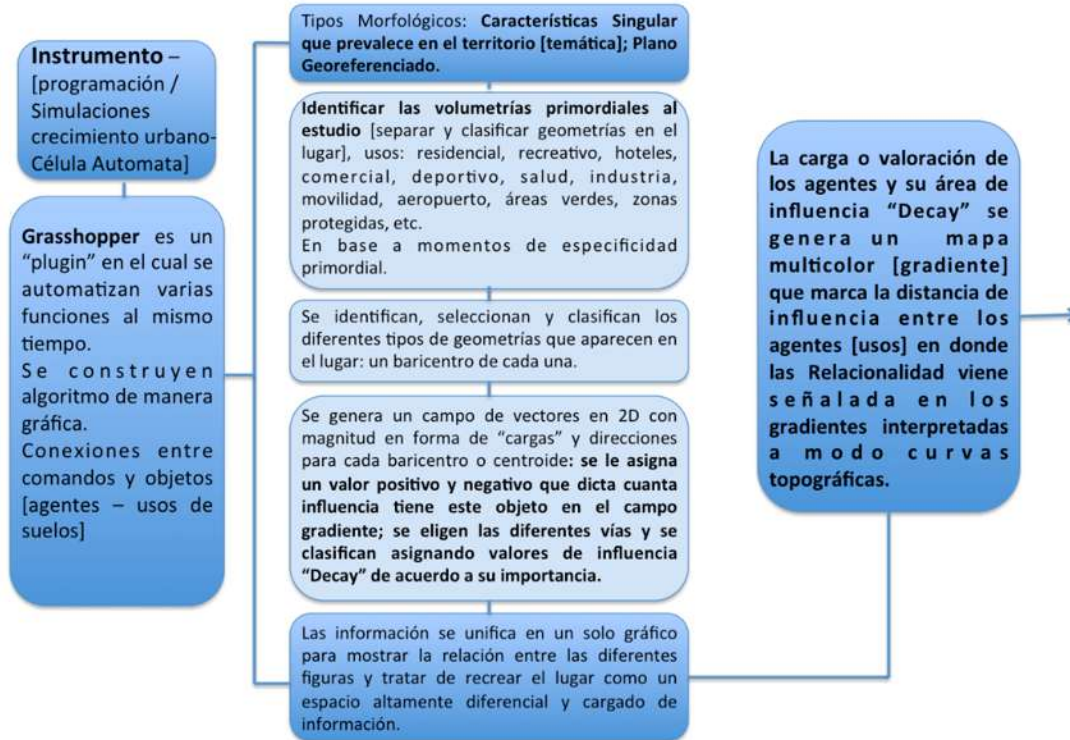 Instrumento –
[programación /
Simulaciones
crecimiento urbano-
Célula Automata]
Grasshopper es un
“plugin” en el cual se
automatizan varias
funciones al mismo
tiempo.
Se construyen
algoritmo de manera
gráfica.
Conexiones entre
comandos y objetos
[agentes – usos de
suelos]
Tipos Morfológicos: Características Singular
que prevalece en el territorio [temática]; Plano
Georeferenciado.
Identificar las volumetrías primordiales al
estudio [separar y clasificar geometrías en el
lugar], usos: residencial, recreativo, hoteles,
comercial, deportivo, salud, industria,
movilidad, aeropuerto, áreas verdes, zonas
protegidas, etc.
En base a momentos de especificidad
primordial.
Se identifican, seleccionan y clasifican los
diferentes tipos de geometrías que aparecen en
el lugar: un baricentro de cada una.
Se genera un campo de vectores en 2D con
magnitud en forma de “cargas” y direcciones
para cada baricentro o centroide: se le asigna
un valor positivo y negativo que dicta cuanta
influencia tiene este objeto en el campo
gradiente; se eligen las diferentes vías y se
clasifican asignando valores de influencia
“Decay” de acuerdo a su importancia.
Las información se unifica en un solo gráfico
para mostrar la relación entre las diferentes
figuras y tratar de recrear el lugar como un
espacio altamente diferencial y cargado de
información.
La carga o valoración de
los agentes y su área de
influencia “Decay” se
genera un mapa
multicolor [gradiente]
que marca la distancia de
influencia entre los
agentes [usos] en donde
las Relacionalidad viene
señalada en los
gradientes interpretadas
a modo curvas
topográficas.